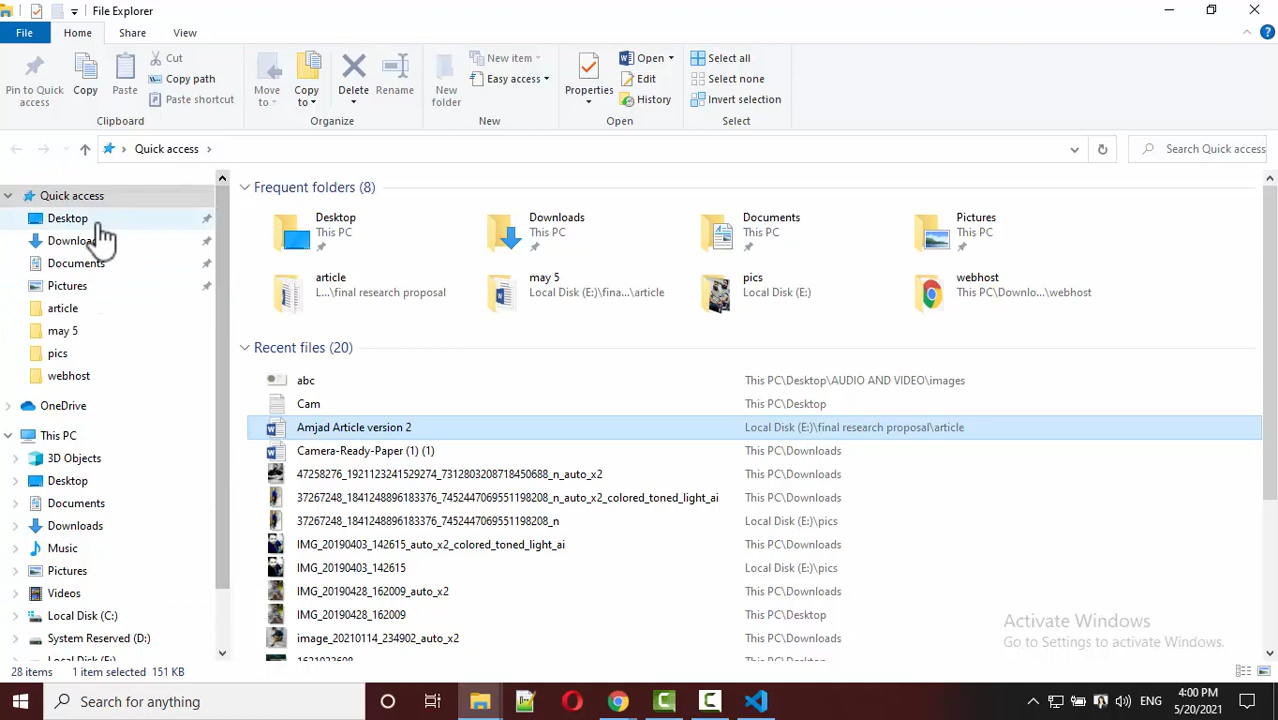 File Explorer
File Home Share View
Pin to Quick access
Copy
Paste
Cut
Copy path
Paste shortcut
Clipboard
Move to
Copy to
Delete
Rename
Organize
New folder
New item
Easy access
New
Properties
Open
Edit
History
Open
Select all
Select none
Invert selection
Select
Quick access
Search Quick access
Quick access
Desktop
Downloads
Documents
Pictures
article
may 5
pics
webhost
OneDrive
This PC
3D Objects
Desktop
Documents
Downloads
Music
Pictures
Videos
Local Disk (C:)
System Reserved (D:)
Local Disk (E:)
Frequent folders (8)
Desktop
This PC
Downloads
This PC
Documents
This PC
Pictures
This PC
article
L...\final research proposal
may 5
Local Disk (E:)\fina...\article
pics
Local Disk (E:)
webhost
This PC\Downlo...\webhost
Recent files (20)
abc This PC\Desktop\AUDIO AND VIDEO\images
Cam This PC\Desktop
Amjad Article version 2 Local Disk (E:)\final research proposal\article
Camera-Ready-Paper (1) (1) This PC\Downloads
47258276_1921123241529274_7312803208718450688_n_auto_x2 This PC\Downloads
37267248_1841248896183376_7452447069551198208_n_auto_x2_colored_toned_light_ai This PC\Downloads
37267248_1841248896183376_7452447069551198208_n Local Disk (E:)\pics
IMG_20190403_142615_auto_x2_colored_toned_light_ai This PC\Downloads
IMG_20190403_142615 Local Disk (E:)\pics
IMG_20190428_162009_auto_x2 This PC\Downloads
IMG_20190428_162009 This PC\Desktop
image_20210114_234902_auto_x2 This PC\Downloads
Activate Windows
Go to Settings to activate Windows.
28 items 1 item selected 151 KB
Search for anything
ENG
4:00 PM
5/20/2021